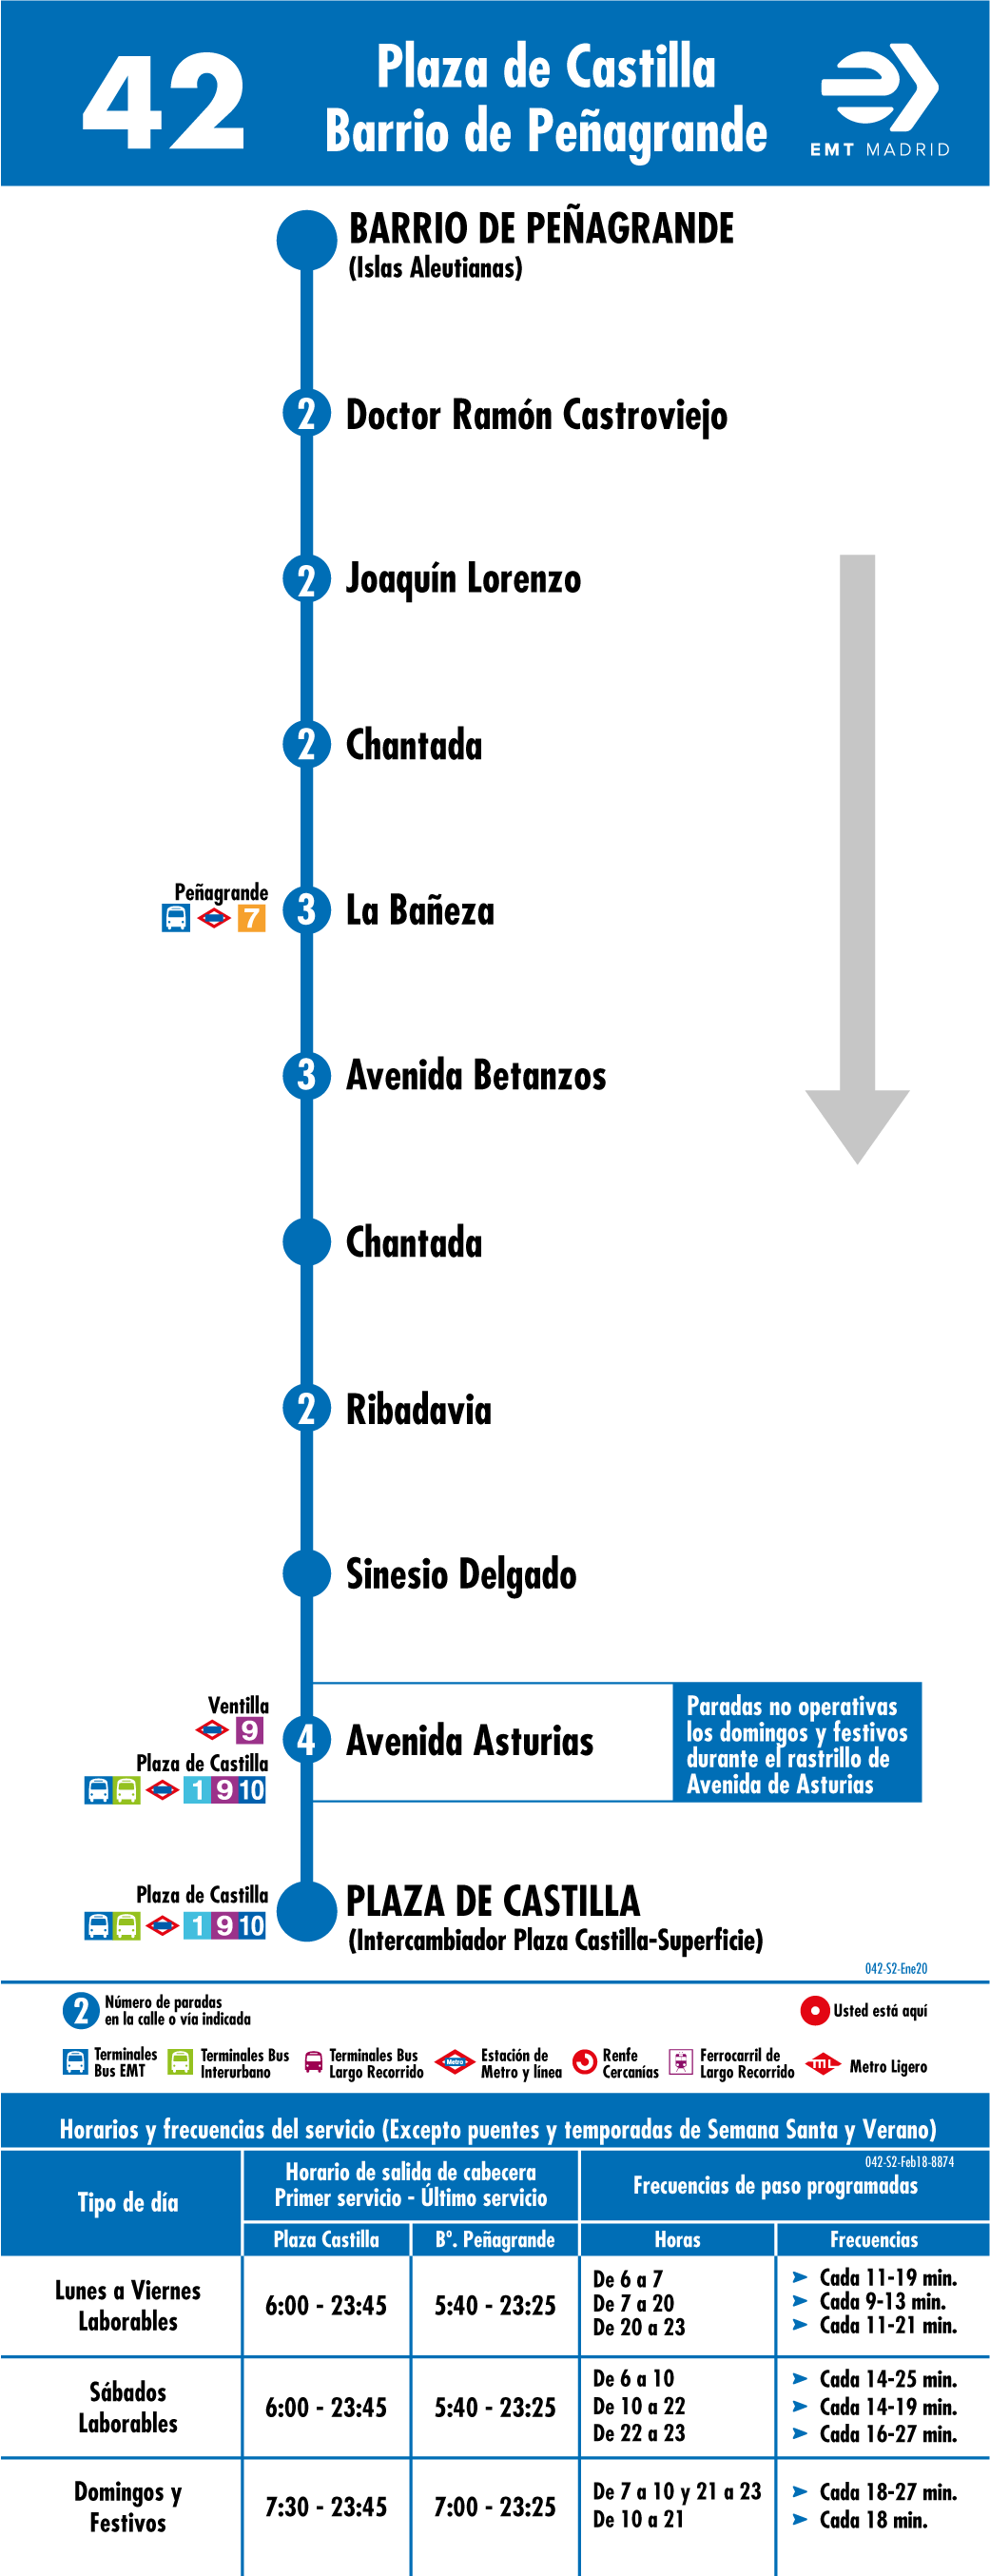 42
Plaza de Castilla
Barrio de Peñagrande
EMT MADRID
BARRIO DE PEÑAGRANDE
(Islas Aleutianas)
2 Doctor Ramón Castroviejo
2 Joaquín Lorenzo
2 Chantada
Peñagrande
7
3 La Bañeza
3 Avenida Betanzos
Chantada
2 Ribadavia
Sinesio Delgado
Ventilla
9
Plaza de Castilla
1 9 10
4 Avenida Asturias
Paradas no operativas
los domingos y festivos
durante el rastrillo de
Avenida de Asturias
Plaza de Castilla
1 9 10
PLAZA DE CASTILLA
(Intercambiador Plaza Castilla-Superficie)
042-S2-Ene20
2 Número de paradas
en la calle o vía indicada
Usted está aquí
Terminales
Bus EMT
Terminales Bus
Interurbano
Terminales Bus
Largo Recorrido
Metro
Estación de
Metro y línea
Renfe
Cercanías
Ferrocarril de
Largo Recorrido
ML
Metro Ligero
Horarios y frecuencias del servicio (Excepto puentes y temporadas de Semana Santa y Verano)
042-S2-Feb18-8874
Tipo de día
Horario de salida de cabecera
Primer servicio - Último servicio
Frecuencias de paso programadas
Plaza Castilla
Bº. Peñagrande
Horas
Frecuencias
Lunes a Viernes
Laborables
6:00 - 23:45
5:40 - 23:25
De 6 a 7
Cada 11-19 min.
De 7 a 20
Cada 9-13 min.
De 20 a 23
Cada 11-21 min.
Sábados
Laborables
6:00 - 23:45
5:40 - 23:25
De 6 a 10
Cada 14-25 min.
De 10 a 22
Cada 14-19 min.
De 22 a 23
Cada 16-27 min.
Domingos y
Festivos
7:30 - 23:45
7:00 - 23:25
De 7 a 10 y 21 a 23
Cada 18-27 min.
De 10 a 21
Cada 18 min.